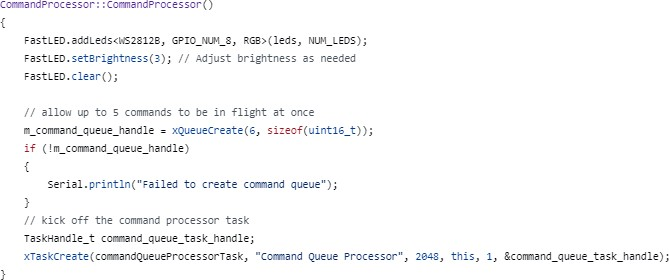 CommandProcessor::CommandProcessor()
{
    FastLED.addLeds<WS2812B, GPIO_NUM_8, RGB>(leds, NUM_LEDS);
    FastLED.setBrightness(3); // Adjust brightness as needed
    FastLED.clear();

    // allow up to 5 commands to be in flight at once
    m_command_queue_handle = xQueueCreate(6, sizeof(uint16_t));
    if (!m_command_queue_handle)
    {
        Serial.println("Failed to create command queue");
    }
    // kick off the command processor task
    TaskHandle_t command_queue_task_handle;
    xTaskCreate(commandQueueProcessorTask, "Command Queue Processor", 2048, this, 1, &command_queue_task_handle);
}